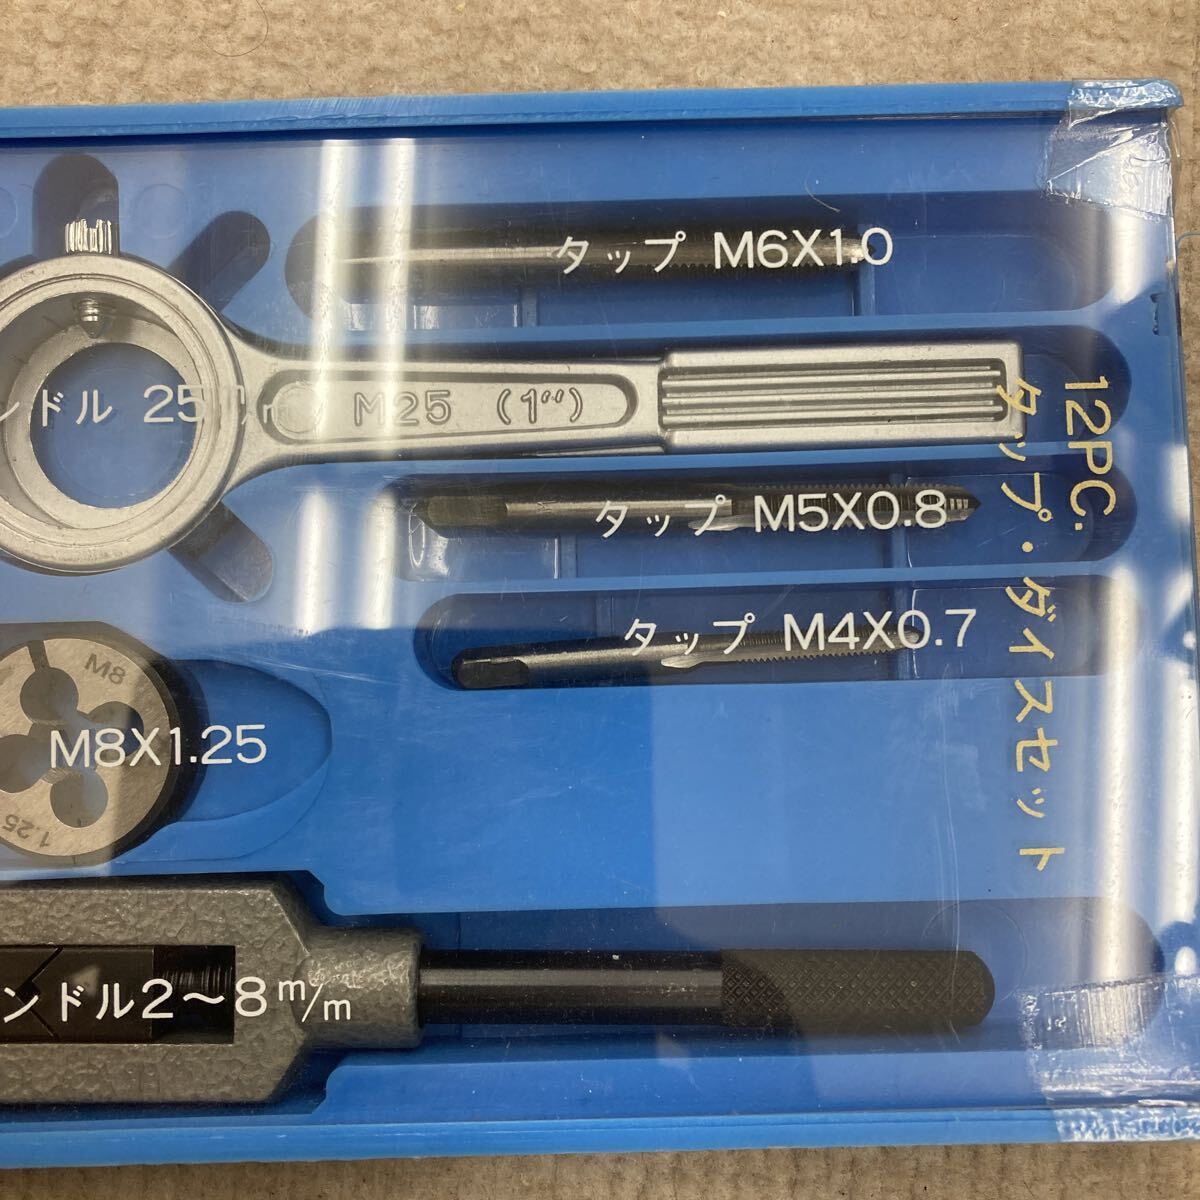 タップ M6X1.0
ンドル 25
M25 (1")
タップ M5X0.8
タップ M4X0.7
M8
M8X1.25
1.25
ンドル2～8m/m
12PC.
タップ・ダイスセット